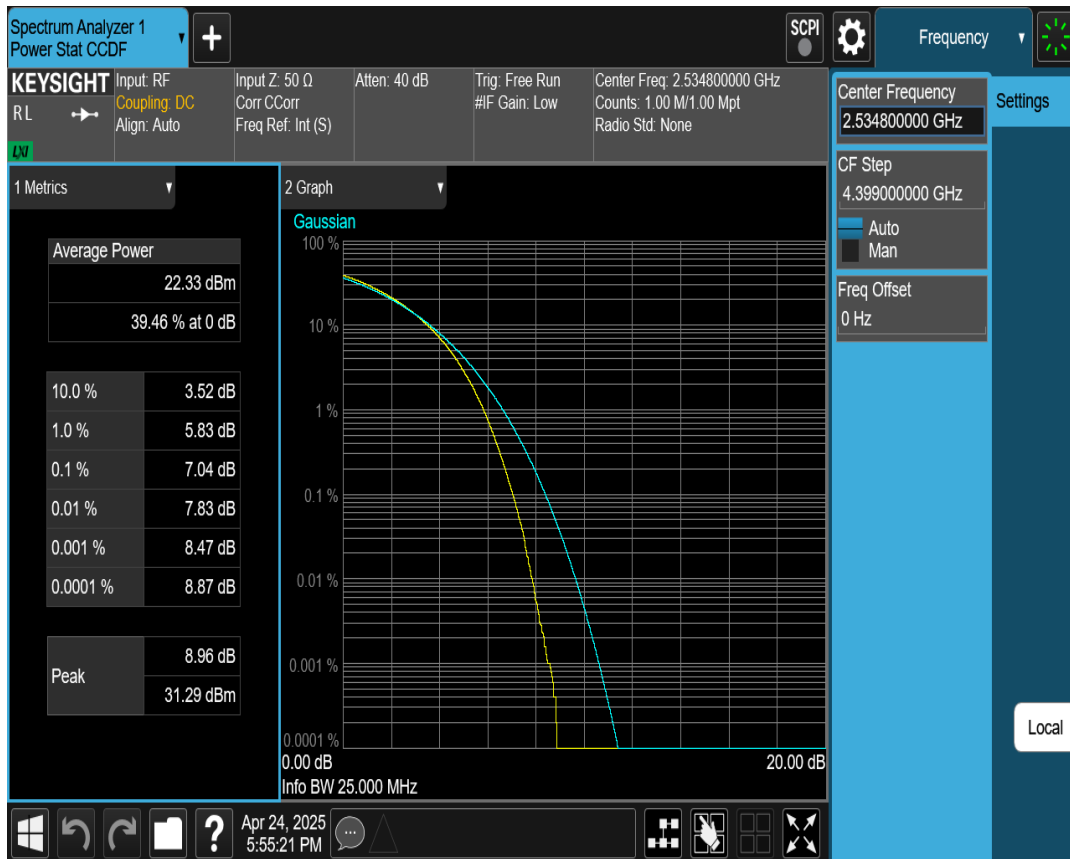 Spectrum Analyzer 1
Power Stat CCDF
+
SCPI
Frequency
KEYSIGHT
RL
LXI
Input: RF
Coupling: DC
Align: Auto
Input Z: 50 Ω
Corr CCorr
Freq Ref: Int (S)
Atten: 40 dB
Trig: Free Run
#IF Gain: Low
Center Freq: 2.534800000 GHz
Counts: 1.00 M/1.00 Mpt
Radio Std: None
Center Frequency
2.534800000 GHz
Settings
CF Step
4.399000000 GHz
Auto
Man
Freq Offset
0 Hz
Local
1 Metrics
Average Power
22.33 dBm
39.46 % at 0 dB
10.0 % 3.52 dB
1.0 % 5.83 dB
0.1 % 7.04 dB
0.01 % 7.83 dB
0.001 % 8.47 dB
0.0001 % 8.87 dB
Peak
8.96 dB
31.29 dBm
2 Graph
Gaussian
100 %
10 %
1 %
0.1 %
0.01 %
0.001 %
0.0001 %
0.00 dB 20.00 dB
Info BW 25.000 MHz
?
Apr 24, 2025
5:55:21 PM